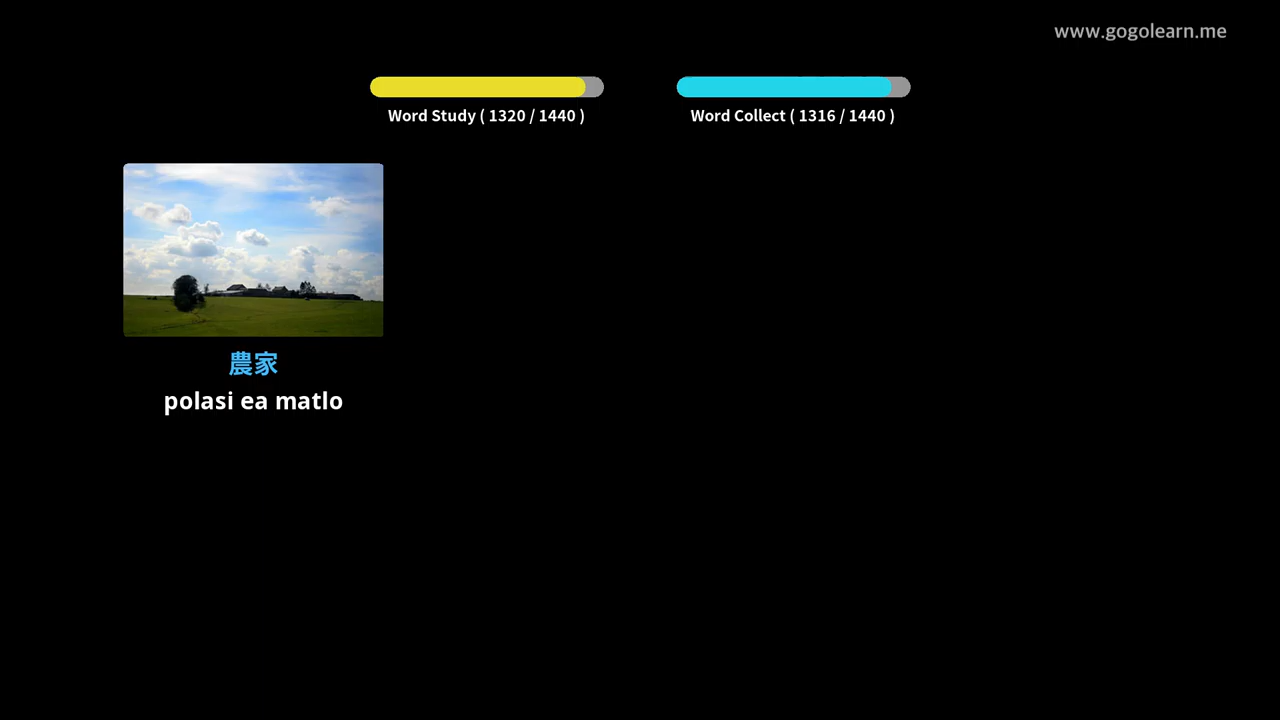 www.gogolearn.me
Word Study ( 1320 / 1440 )
Word Collect ( 1316 / 1440 )
農家
polasi ea matlo